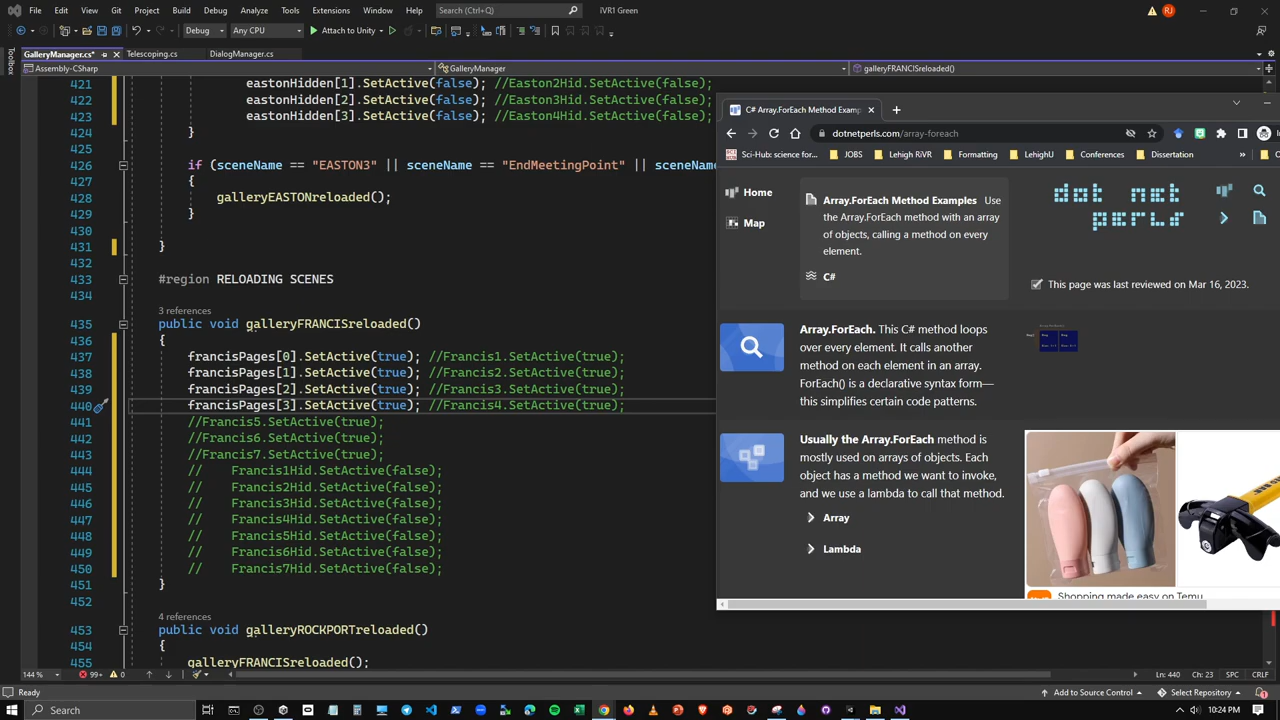 File Edit View Git Project Build Debug Analyze Tools Extensions Window Help Search (Ctrl+Q) iVR1 Green RJ
Debug Any CPU Attach to Unity
GalleryManager.cs* Telescoping.cs DialogManager.cs
Toolbox
Assembly-CSharp GalleryManager galleryFRANCISreloaded()
421 eastonHidden[1].SetActive(false); //Easton2Hid.SetActive(false);
422 eastonHidden[2].SetActive(false); //Easton3Hid.SetActive(false);
423 eastonHidden[3].SetActive(false); //Easton4Hid.SetActive(false);
424 }
425
426 if (sceneName == "EASTON3" || sceneName == "EndMeetingPoint" || sceneNam
427 {
428 galleryEASTONreloaded();
429 }
430
431 }
432
433 #region RELOADING SCENES
434
3 references
435 public void galleryFRANCISreloaded()
436 {
437 francisPages[0].SetActive(true); //Francis1.SetActive(true);
438 francisPages[1].SetActive(true); //Francis2.SetActive(true);
439 francisPages[2].SetActive(true); //Francis3.SetActive(true);
440 francisPages[3].SetActive(true); //Francis4.SetActive(true);
441 //Francis5.SetActive(true);
442 //Francis6.SetActive(true);
443 //Francis7.SetActive(true);
444 // Francis1Hid.SetActive(false);
445 // Francis2Hid.SetActive(false);
446 // Francis3Hid.SetActive(false);
447 // Francis4Hid.SetActive(false);
448 // Francis5Hid.SetActive(false);
449 // Francis6Hid.SetActive(false);
450 // Francis7Hid.SetActive(false);
451 }
452
4 references
453 public void galleryROCKPORTreloaded()
454 {
455 galleryFRANCISreloaded();
144 % 99+ 0 Ln: 440 Ch: 23 SPC CRLF
Ready Add to Source Control Select Repository
C# Array.ForEach Method Examp
dotnetperls.com/array-foreach
Sci-Hub: science for... JOBS Lehigh RiVR Formatting LehighU Conferences Dissertation
Home
Map
Array.ForEach Method Examples Use
the Array.ForEach method with an array
of objects, calling a method on every
element.
C#
dot net
perls
This page was last reviewed on Mar 16, 2023.
Array.ForEach. This C# method loops
over every element. It calls another
method on each element in an array.
ForEach() is a declarative syntax form—
this simplifies certain code patterns.
Usually the Array.ForEach method is
mostly used on arrays of objects. Each
object has a method we want to invoke,
and we use a lambda to call that method.
Array
Lambda
Shopping made easy on Temu
Search
10:24 PM